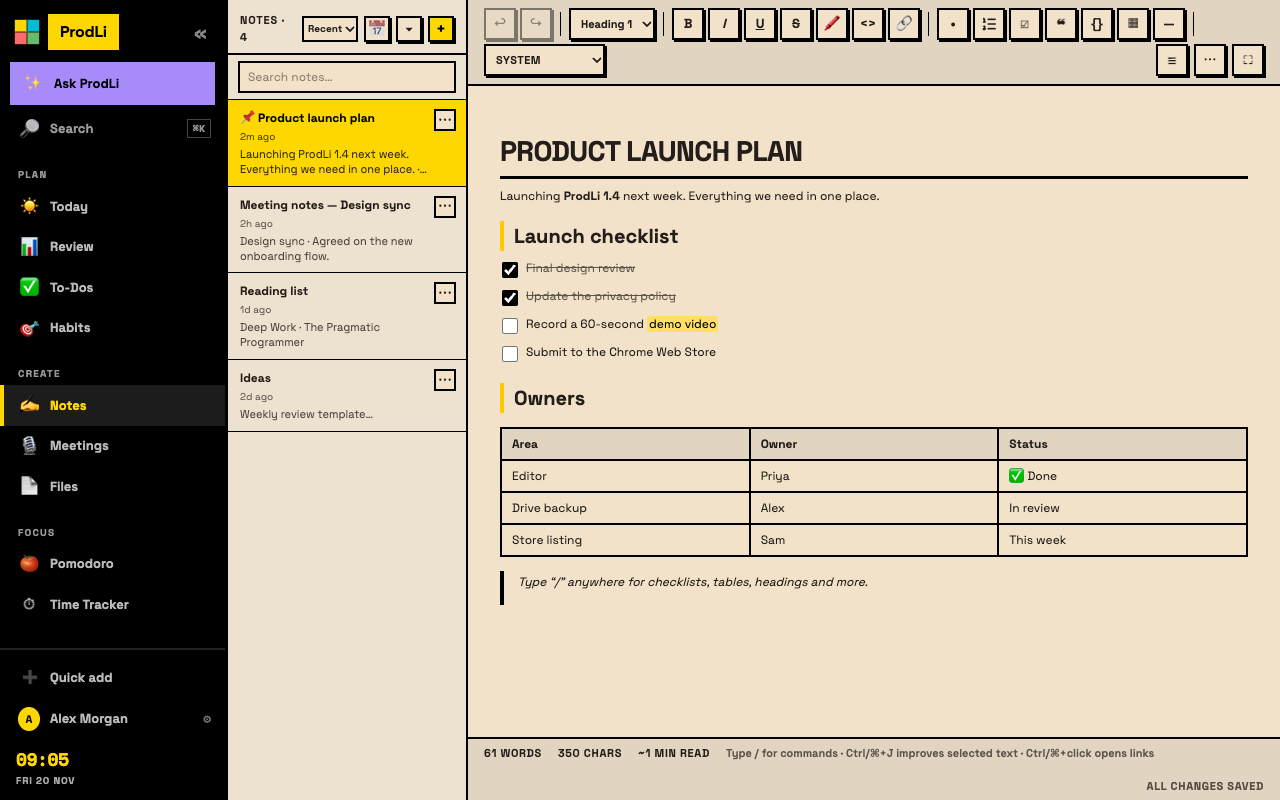 ProdLi
«
Ask ProdLi
Search
⌘K
PLAN
Today
Review
To-Dos
Habits
CREATE
Notes
Meetings
Files
FOCUS
Pomodoro
Time Tracker
Quick add
A
Alex Morgan
09:05
FRI 20 NOV
NOTES · 4
Recent
+
Search notes…
Product launch plan
2m ago
Launching ProdLi 1.4 next week.
Everything we need in one place. ·…
Meeting notes — Design sync
2h ago
Design sync · Agreed on the new
onboarding flow.
Reading list
1d ago
Deep Work · The Pragmatic
Programmer
Ideas
2d ago
Weekly review template…
Heading 1
B
I
U
S
<>
❝
{}
—
SYSTEM
≡
⋯
PRODUCT LAUNCH PLAN
Launching ProdLi 1.4 next week. Everything we need in one place.
Launch checklist
Final design review
Update the privacy policy
Record a 60-second demo video
Submit to the Chrome Web Store
Owners
Area Owner Status
Editor Priya ✅ Done
Drive backup Alex In review
Store listing Sam This week
Type “/” anywhere for checklists, tables, headings and more.
61 WORDS 350 CHARS ~1 MIN READ Type / for commands · Ctrl/⌘+J improves selected text · Ctrl/⌘+click opens links
ALL CHANGES SAVED